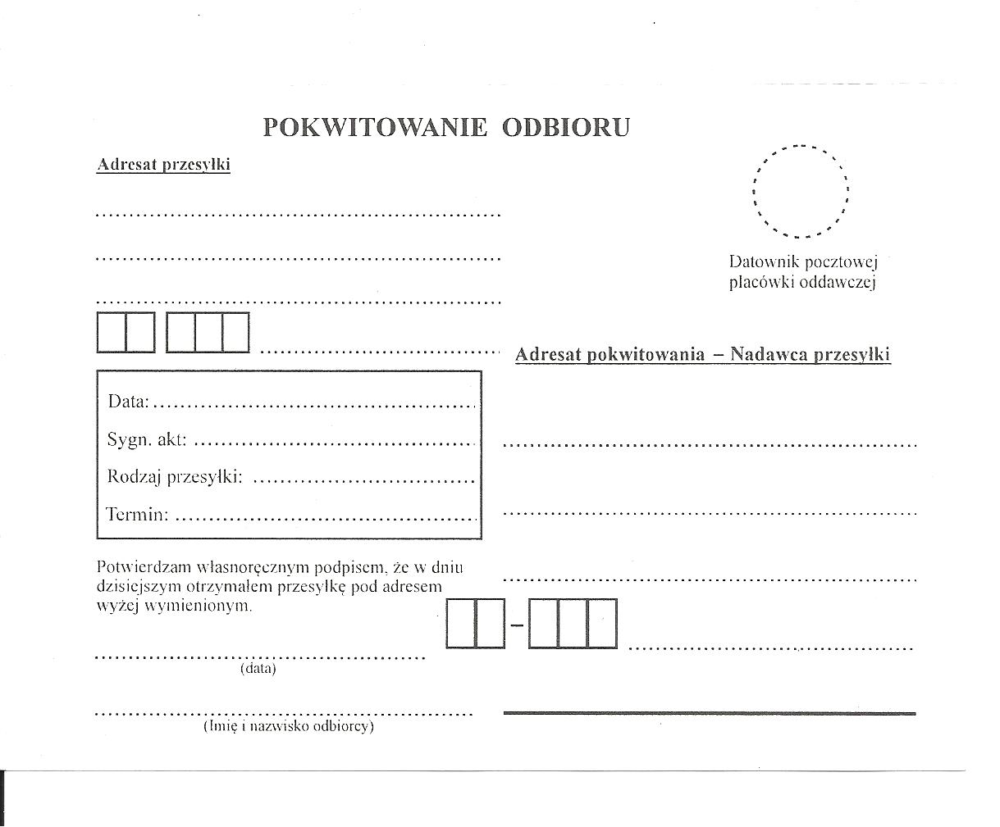 POKWITOWANIE ODBIORU
Adresat przesyłki
Datownik pocztowej
placówki oddawczej
Adresat pokwitowania – Nadawca przesyłki
Data:
Sygn. akt:
Rodzaj przesyłki:
Termin:
Potwierdzam własnoręcznym podpisem, że w dniu
dzisiejszym otrzymałem przesyłkę pod adresem
wyżej wymienionym.
–
(data)
(Imię i nazwisko odbiorcy)